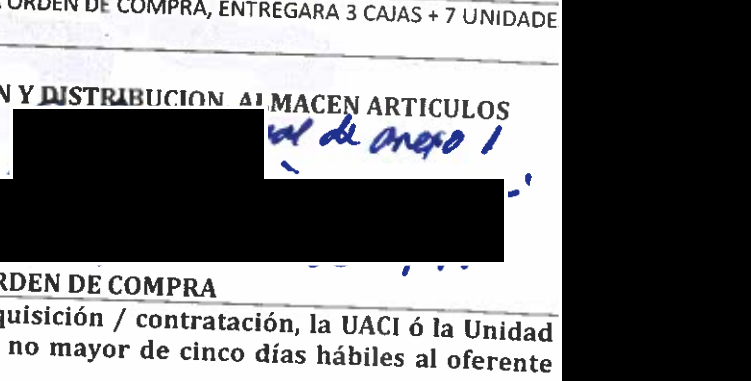 ORDEN DE COMPRA, ENTREGARA 3 CAJAS + 7 UNIDADE
N Y DISTRIBUCION ALMACEN ARTICULOS
de anexo 1
RDEN DE COMPRA
quisición / contratación, la UACI ó la Unidad
no mayor de cinco días hábiles al oferente